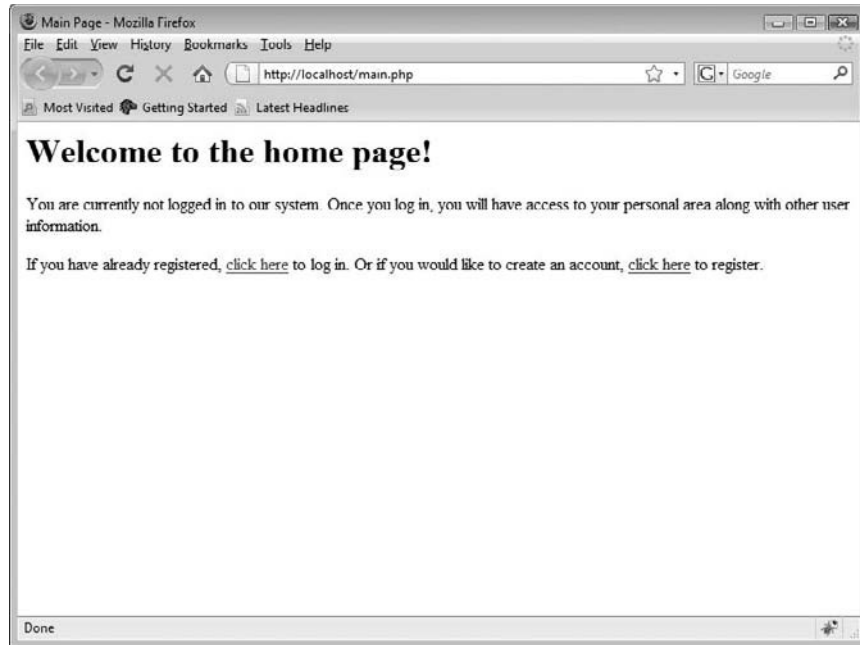 Main Page - Mozilla Firefox
File Edit View History Bookmarks Tools Help
http://localhost/main.php
G Google
Most Visited Getting Started Latest Headlines
Welcome to the home page!
You are currently not logged in to our system. Once you log in, you will have access to your personal area along with other user
information.
If you have already registered, click here to log in. Or if you would like to create an account, click here to register.
Done